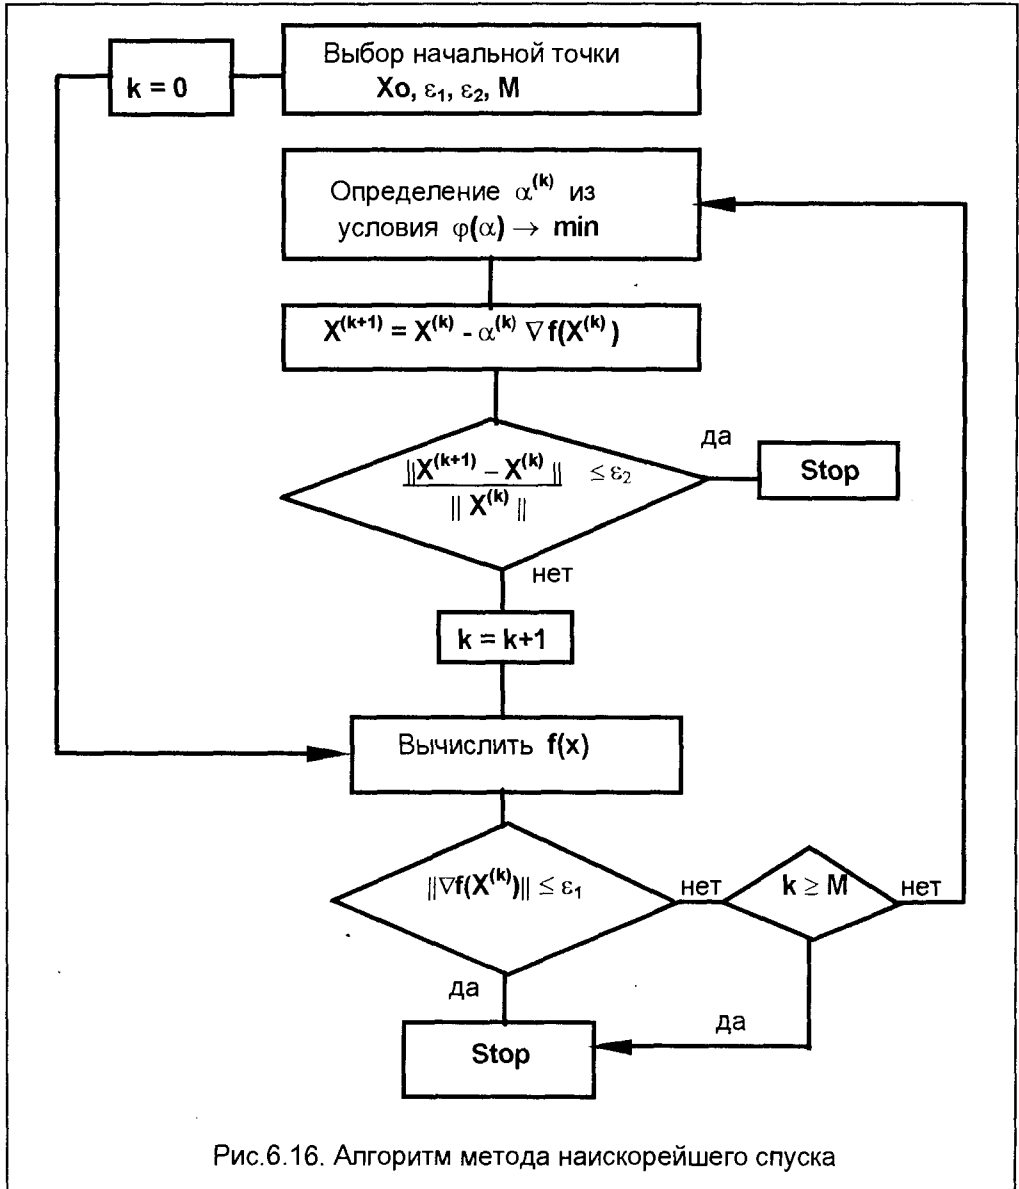 Выбор начальной точки
Xo, ε₁, ε₂, M
k = 0
Определение α⁽ᵏ⁾ из
условия φ(α) → min
X⁽ᵏ⁺¹⁾ = X⁽ᵏ⁾ - α⁽ᵏ⁾ ∇f(X⁽ᵏ⁾)
||X⁽ᵏ⁺¹⁾ – X⁽ᵏ⁾|| ≤ ε₂
|| X⁽ᵏ⁾ ||
да
Stop
нет
k = k+1
Вычислить f(x)
||∇f(X⁽ᵏ⁾)|| ≤ ε₁
нет
k ≥ M
нет
да
да
Stop
Рис.6.16. Алгоритм метода наискорейшего спуска